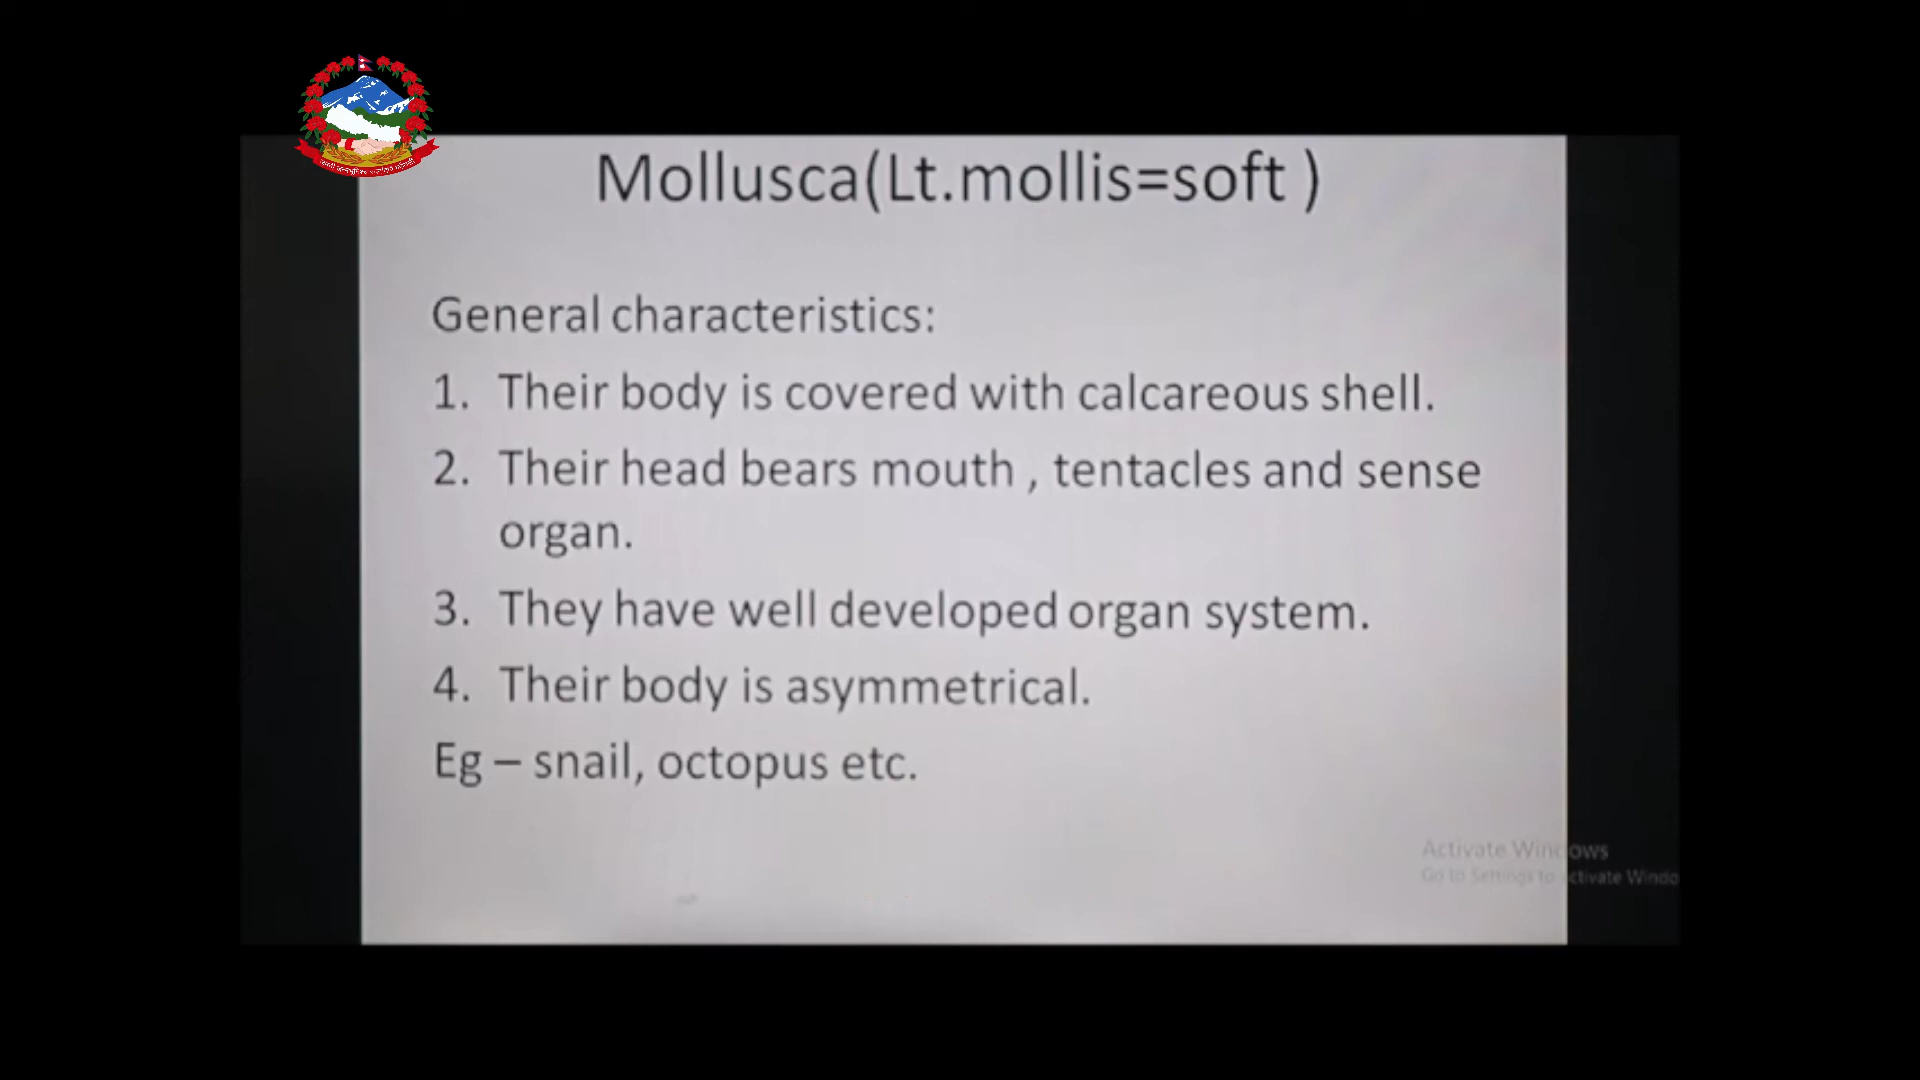 Mollusca(Lt.mollis=soft )
General characteristics:
1. Their body is covered with calcareous shell.
2. Their head bears mouth , tentacles and sense
organ.
3. They have well developed organ system.
4. Their body is asymmetrical.
Eg – snail, octopus etc.
Activate Windows
Go to Settings to activate Windo